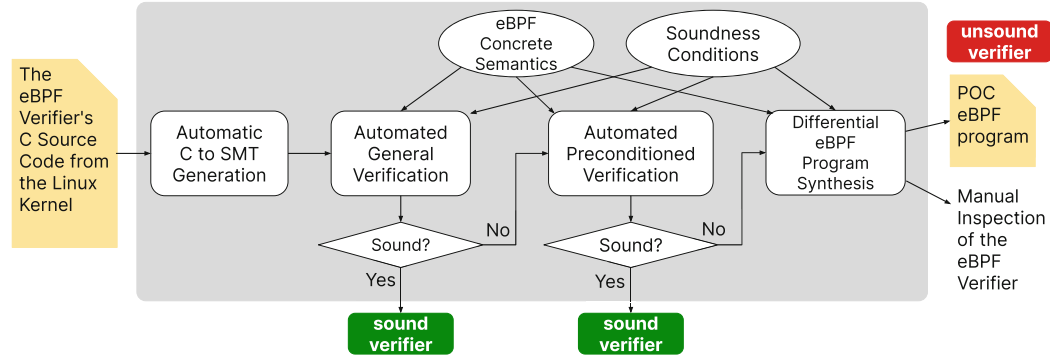 The
eBPF
Verifier's
C Source
Code from
the Linux
Kernel
Automatic
C to SMT
Generation
eBPF
Concrete
Semantics
Soundness
Conditions
Automated
General
Verification
Automated
Preconditioned
Verification
Differential
eBPF
Program
Synthesis
Sound?
No
Yes
sound
verifier
Sound?
No
Yes
sound
verifier
unsound
verifier
POC
eBPF
program
Manual
Inspection
of the
eBPF
Verifier